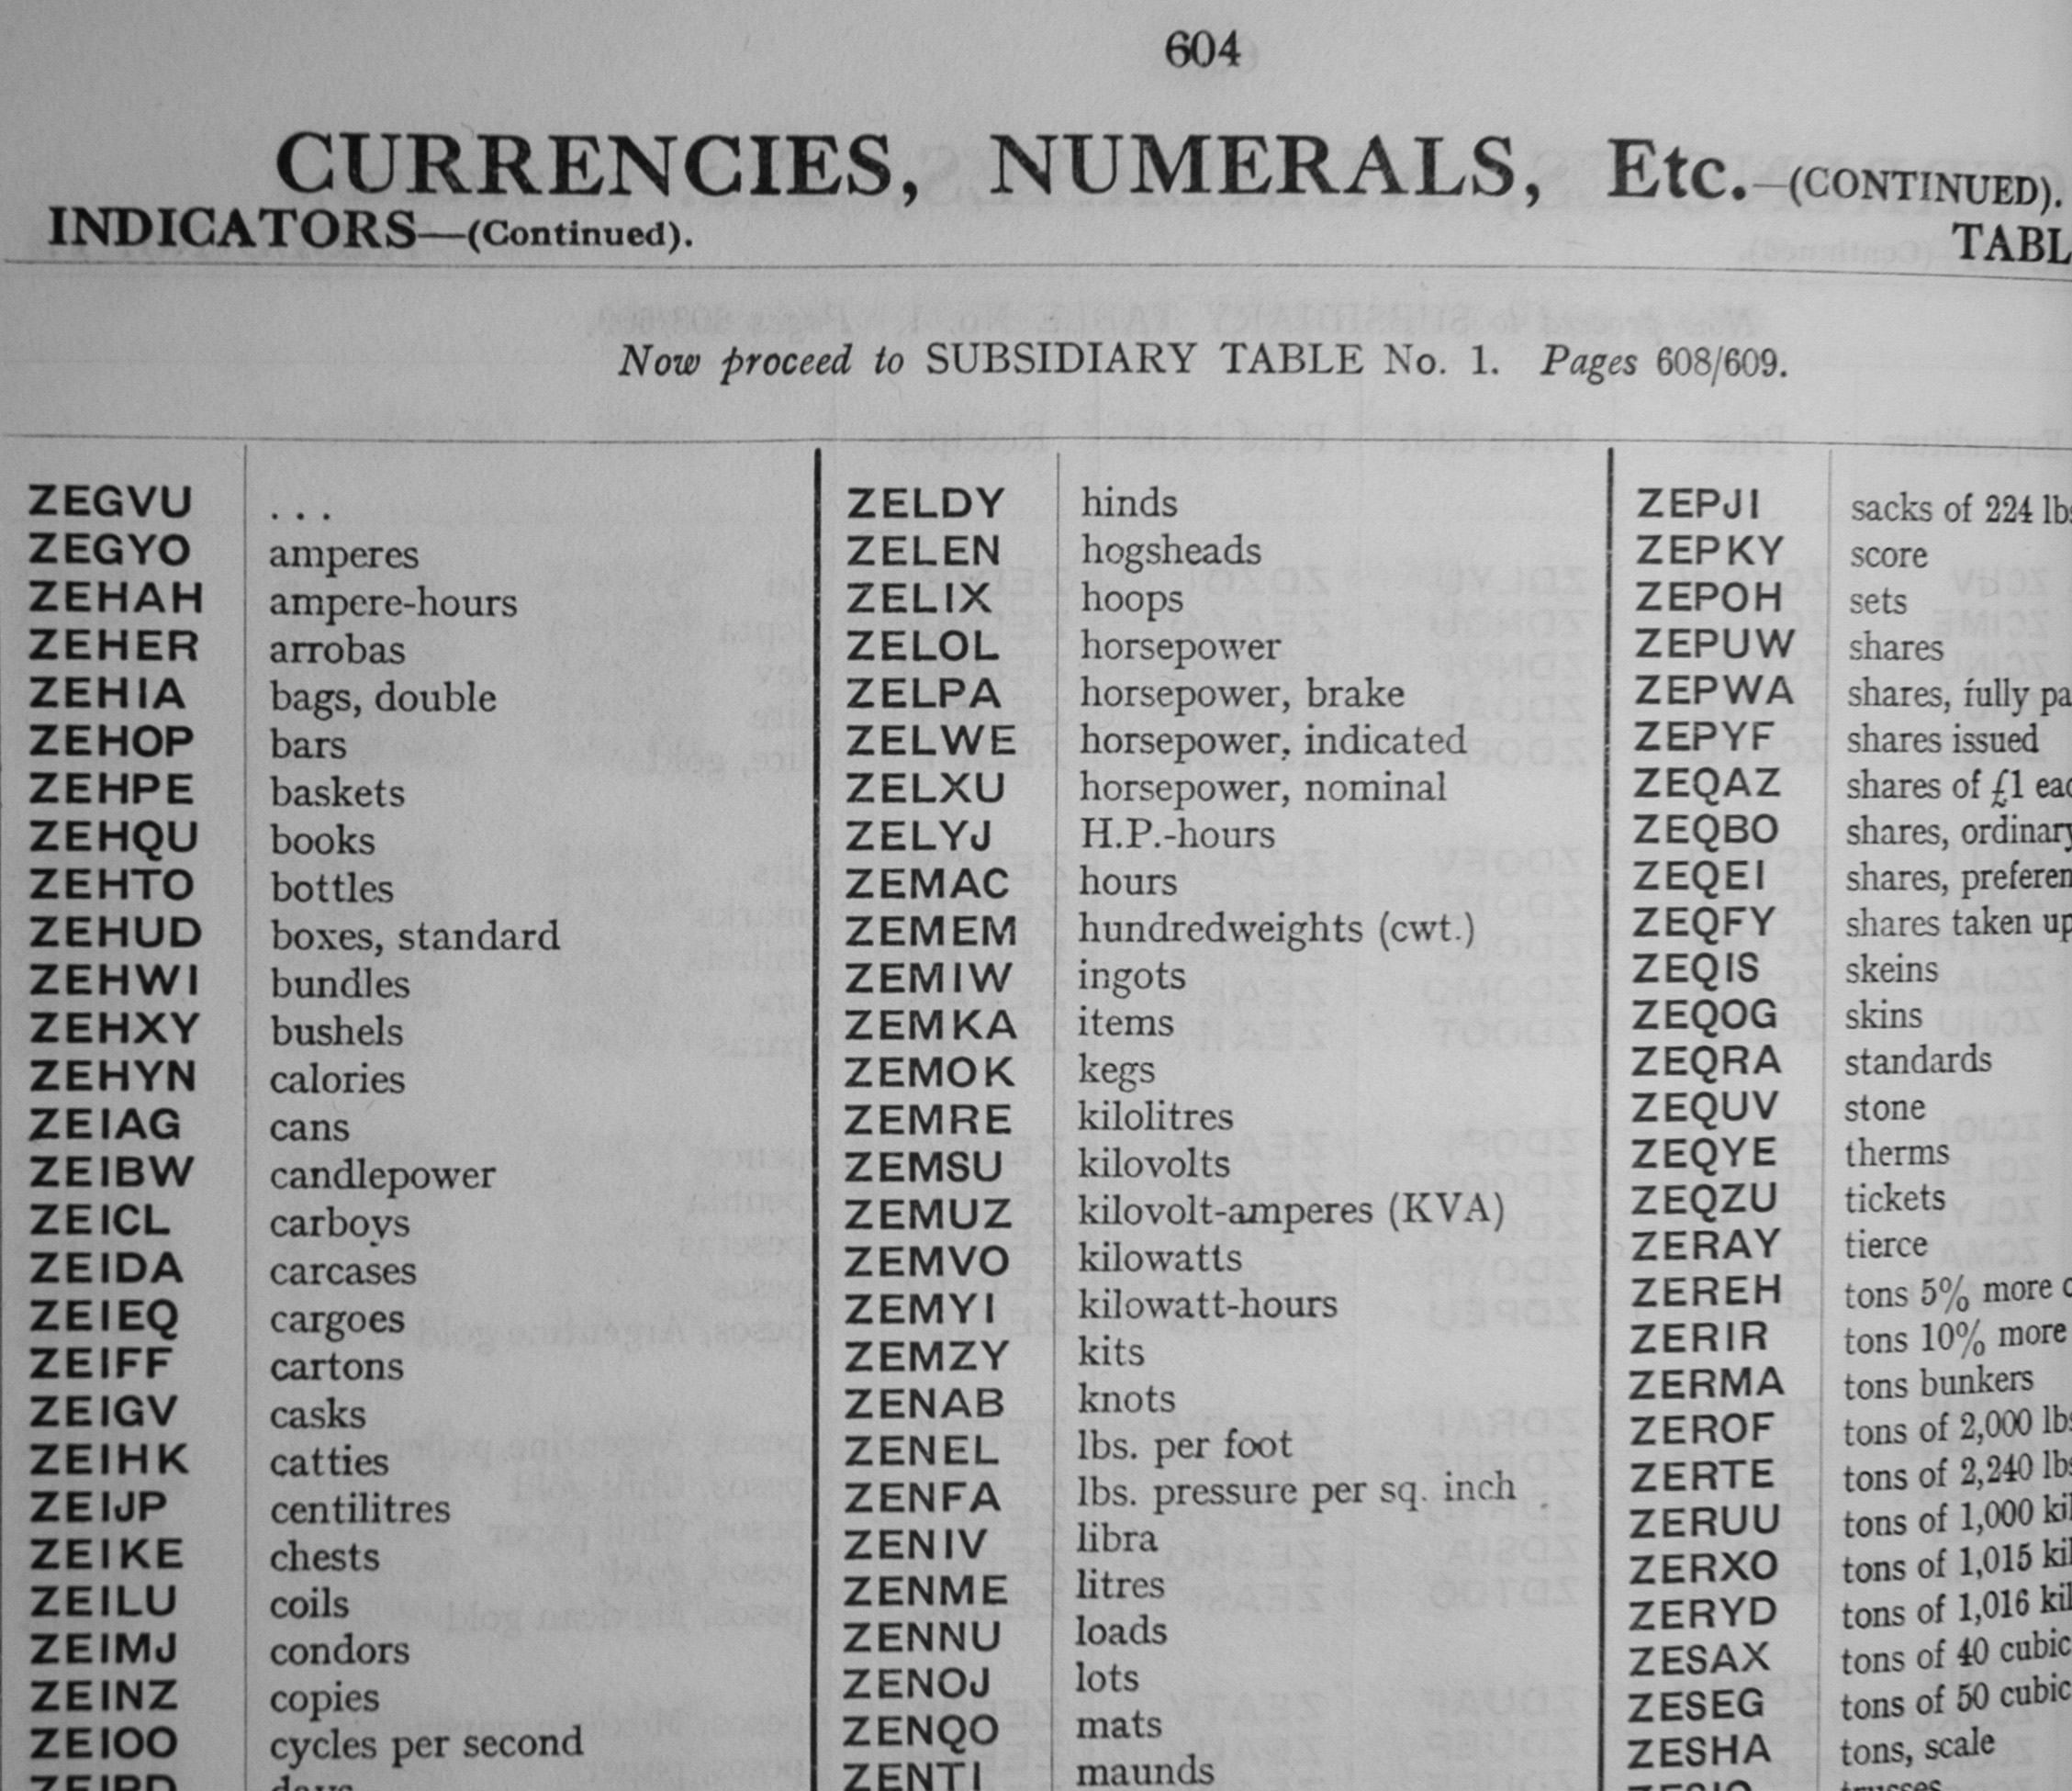 604
CURRENCIES, NUMERALS, Etc.—(CONTINUED).
INDICATORS—(Continued). TABL
Now proceed to SUBSIDIARY TABLE No. 1. Pages 608/609.
ZEGVU ...
ZEGYO amperes
ZEHAH ampere-hours
ZEHER arrobas
ZEHIA bags, double
ZEHOP bars
ZEHPE baskets
ZEHQU books
ZEHTO bottles
ZEHUD boxes, standard
ZEHWI bundles
ZEHXY bushels
ZEHYN calories
ZEIAG cans
ZEIBW candlepower
ZEICL carboys
ZEIDA carcases
ZEIEQ cargoes
ZEIFF cartons
ZEIGV casks
ZEIHK catties
ZEIJP centilitres
ZEIKE chests
ZEILU coils
ZEIMJ condors
ZEINZ copies
ZEIOO cycles per second
ZELDY hinds
ZELEN hogsheads
ZELIX hoops
ZELOL horsepower
ZELPA horsepower, brake
ZELWE horsepower, indicated
ZELXU horsepower, nominal
ZELYJ H.P.-hours
ZEMAC hours
ZEMEM hundredweights (cwt.)
ZEMIW ingots
ZEMKA items
ZEMOK kegs
ZEMRE kilolitres
ZEMSU kilovolts
ZEMUZ kilovolt-amperes (KVA)
ZEMVO kilowatts
ZEMYI kilowatt-hours
ZEMZY kits
ZENAB knots
ZENEL lbs. per foot
ZENFA lbs. pressure per sq. inch
ZENIV libra
ZENME litres
ZENNU loads
ZENOJ lots
ZENQO mats
ZENTI maunds
ZEPJI sacks of 224 lbs
ZEPKY score
ZEPOH sets
ZEPUW shares
ZEPWA shares, fully pa
ZEPYF shares issued
ZEQAZ shares of £1 eac
ZEQBO shares, ordinary
ZEQEI shares, preferen
ZEQFY shares taken up
ZEQIS skeins
ZEQOG skins
ZEQRA standards
ZEQUV stone
ZEQYE therms
ZEQZU tickets
ZERAY tierce
ZEREH tons 5% more o
ZERIR tons 10% more
ZERMA tons bunkers
ZEROF tons of 2,000 lbs
ZERTE tons of 2,240 lbs
ZERUU tons of 1,000 kil
ZERXO tons of 1,015 kil
ZERYD tons of 1,016 kil
ZESAX tons of 40 cubic
ZESEG tons of 50 cubic
ZESHA tons, scale